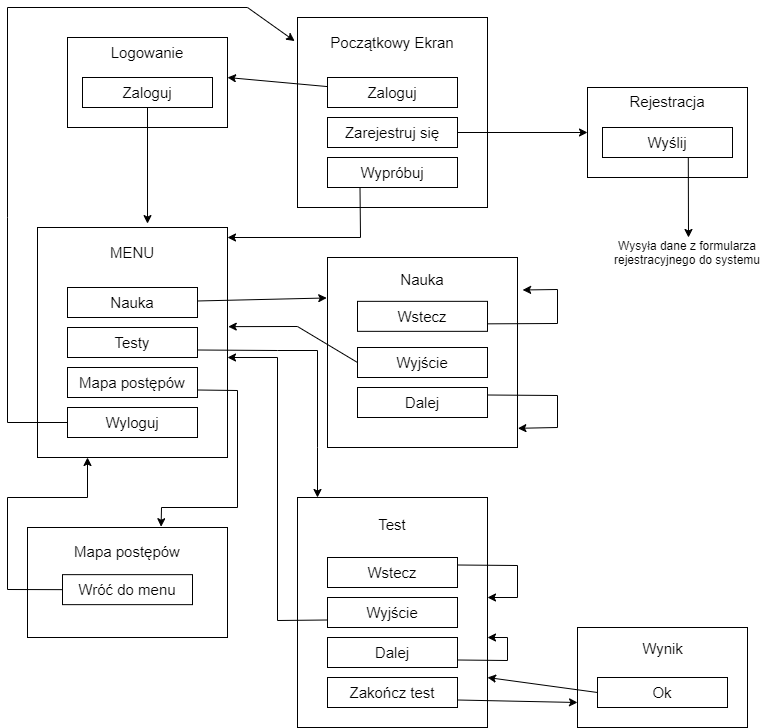 Początkowy Ekran
Zaloguj
Zarejestruj się
Wypróbuj
Logowanie
Zaloguj
Rejestracja
Wyślij
Wysyła dane z formularza
rejestracyjnego do systemu
MENU
Nauka
Testy
Mapa postępów
Wyloguj
Nauka
Wstecz
Wyjście
Dalej
Mapa postępów
Wróć do menu
Test
Wstecz
Wyjście
Dalej
Zakończ test
Wynik
Ok